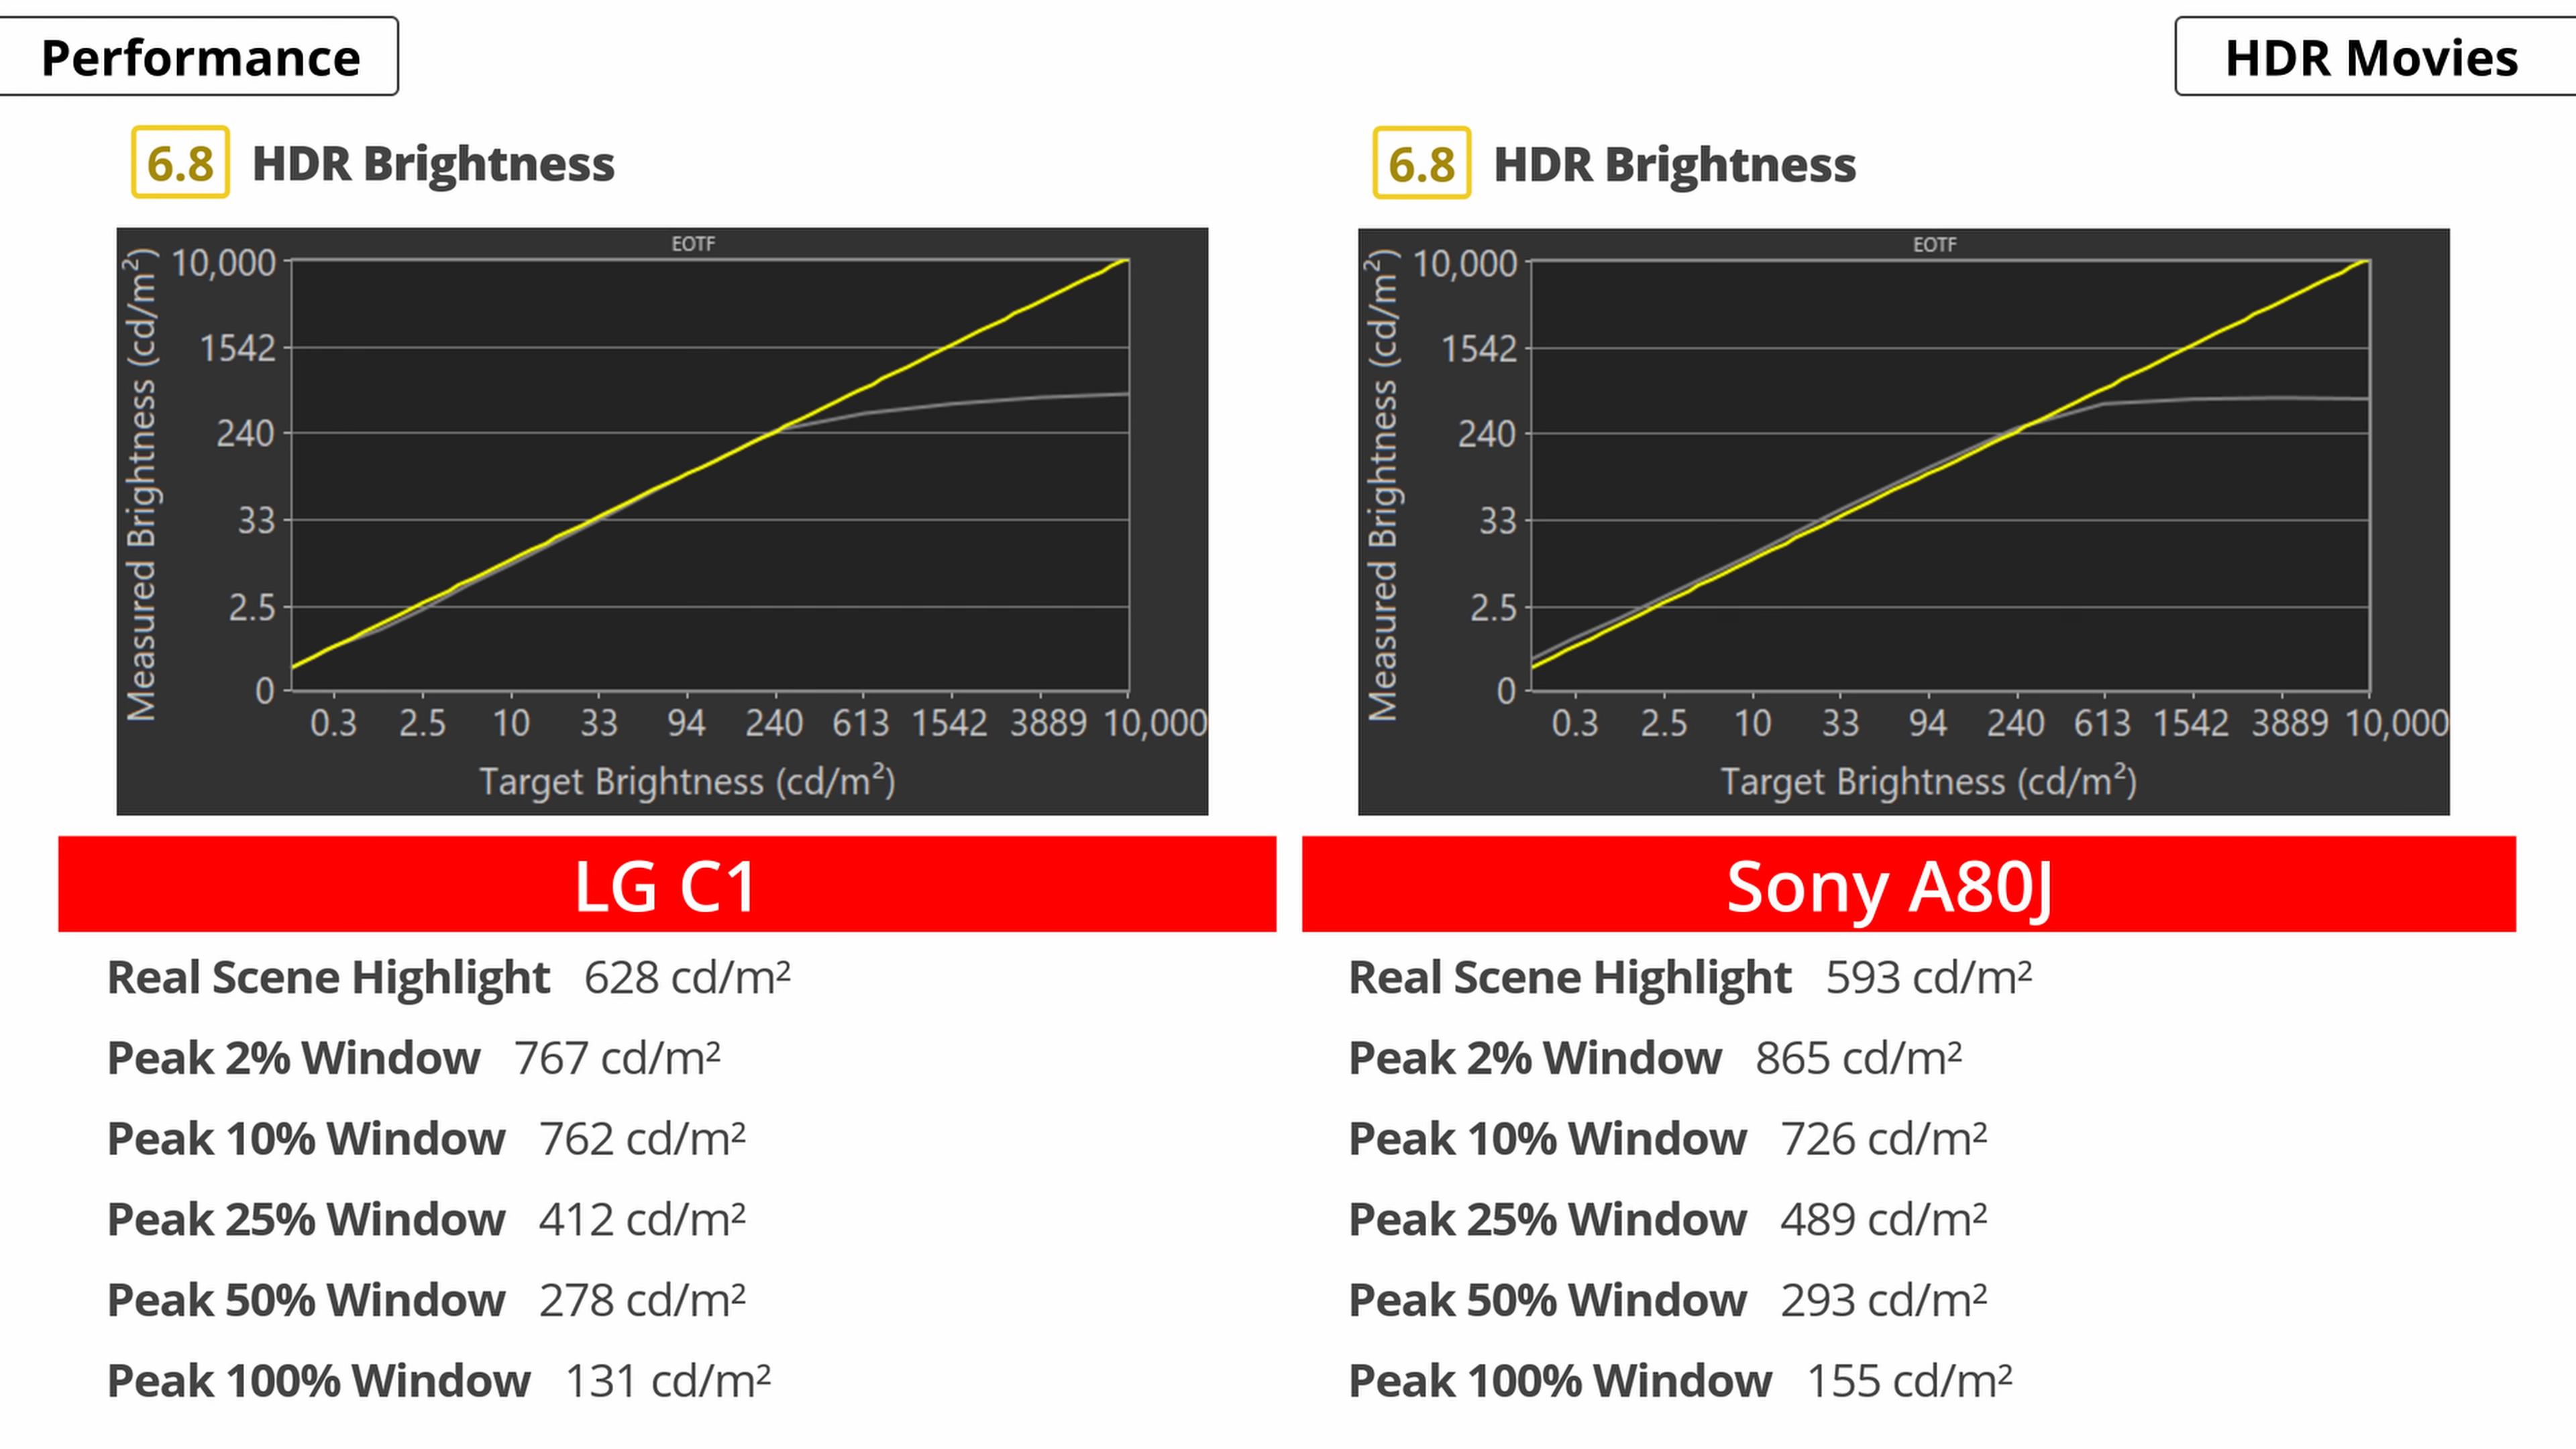 Performance
HDR Movies
6.8 HDR Brightness
EOTF
Measured Brightness (cd/m²)
10,000
1542
240
33
2.5
0
0.3 2.5 10 33 94 240 613 1542 3889 10,000
Target Brightness (cd/m²)
LG C1
Real Scene Highlight 628 cd/m²
Peak 2% Window 767 cd/m²
Peak 10% Window 762 cd/m²
Peak 25% Window 412 cd/m²
Peak 50% Window 278 cd/m²
Peak 100% Window 131 cd/m²
6.8 HDR Brightness
EOTF
Measured Brightness (cd/m²)
10,000
1542
240
33
2.5
0
0.3 2.5 10 33 94 240 613 1542 3889 10,000
Target Brightness (cd/m²)
Sony A80J
Real Scene Highlight 593 cd/m²
Peak 2% Window 865 cd/m²
Peak 10% Window 726 cd/m²
Peak 25% Window 489 cd/m²
Peak 50% Window 293 cd/m²
Peak 100% Window 155 cd/m²